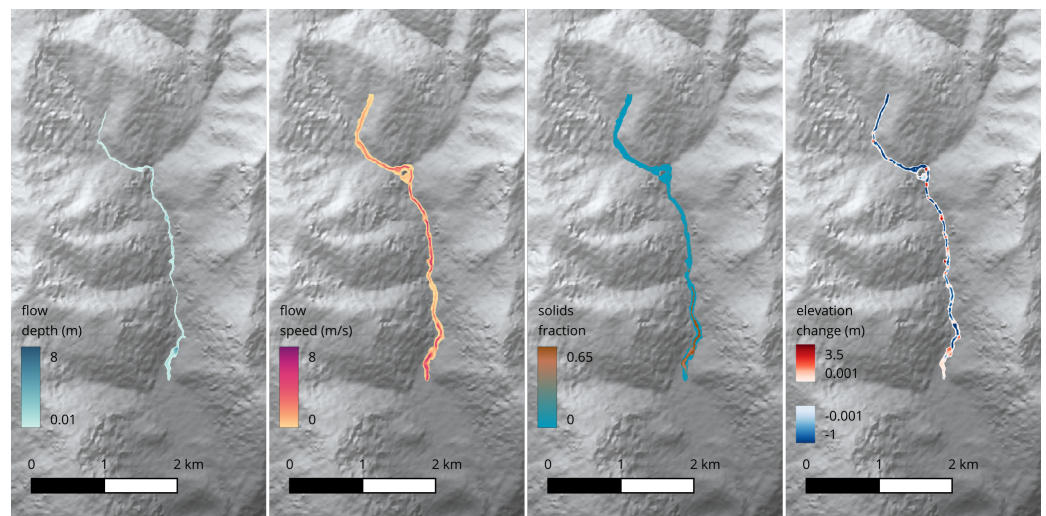 flow
depth (m)
8
0.01
0 1 2 km
flow
speed (m/s)
8
0
0 1 2 km
solids
fraction
0.65
0
0 1 2 km
elevation
change (m)
3.5
0.001
-0.001
-1
0 1 2 km